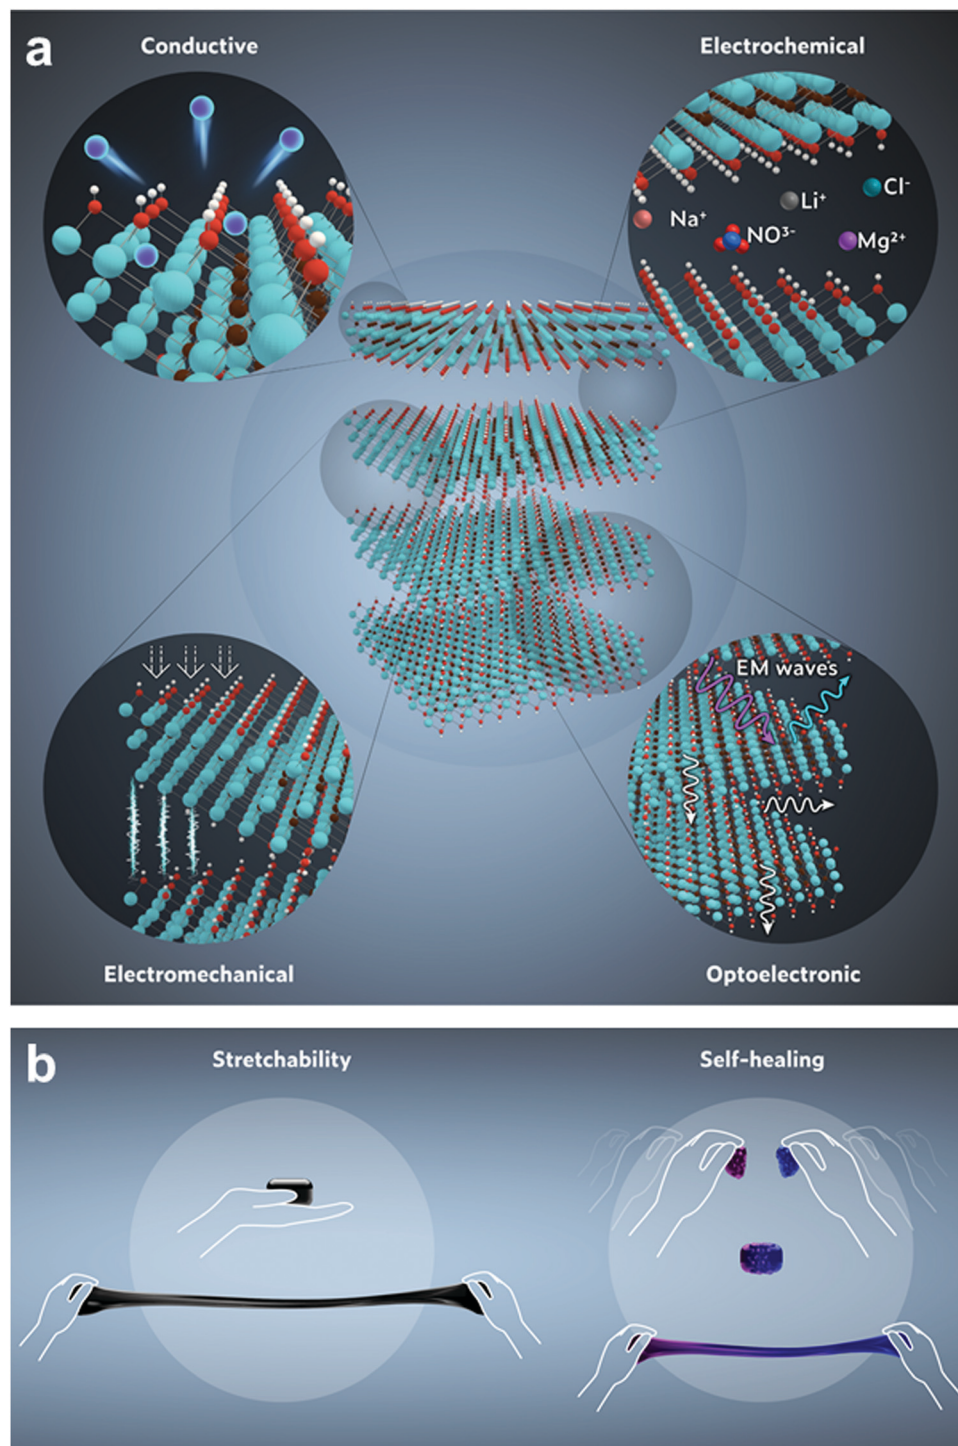 a
Conductive
Electrochemical
Li⁺
Cl⁻
Na⁺
NO³⁻
Mg²⁺
EM waves
Electromechanical
Optoelectronic
b
Stretchability
Self-healing